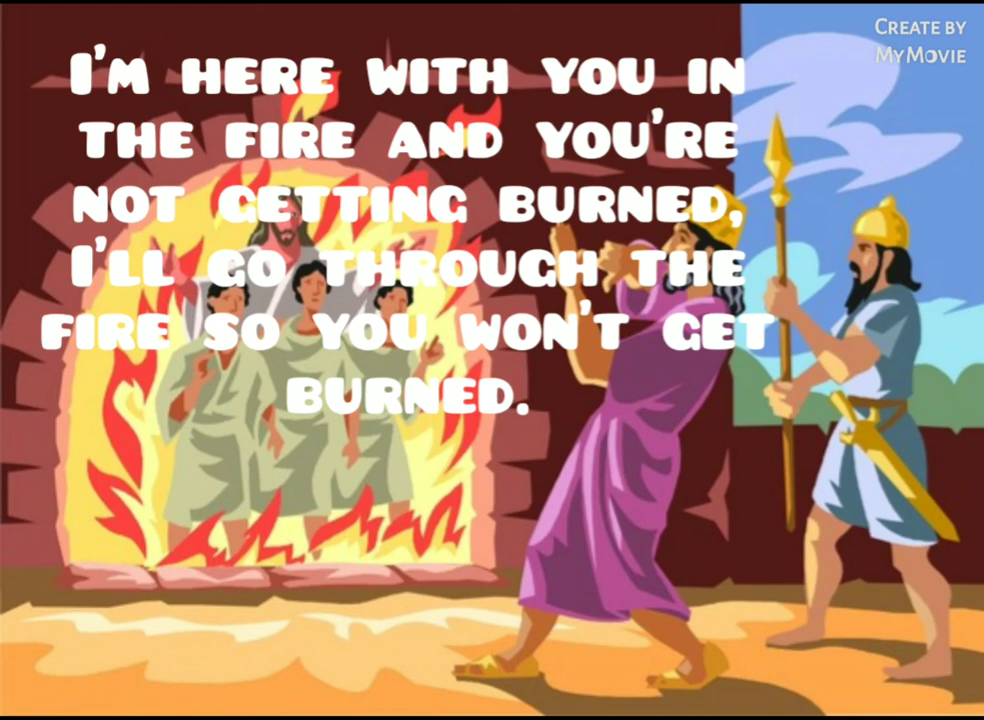 CREATE BY
MYMOVIE
I'M HERE WITH YOU IN
THE FIRE AND YOU'RE
NOT GETTING BURNED,
I'LL GO THROUGH THE
FIRE SO YOU WON'T GET
BURNED.